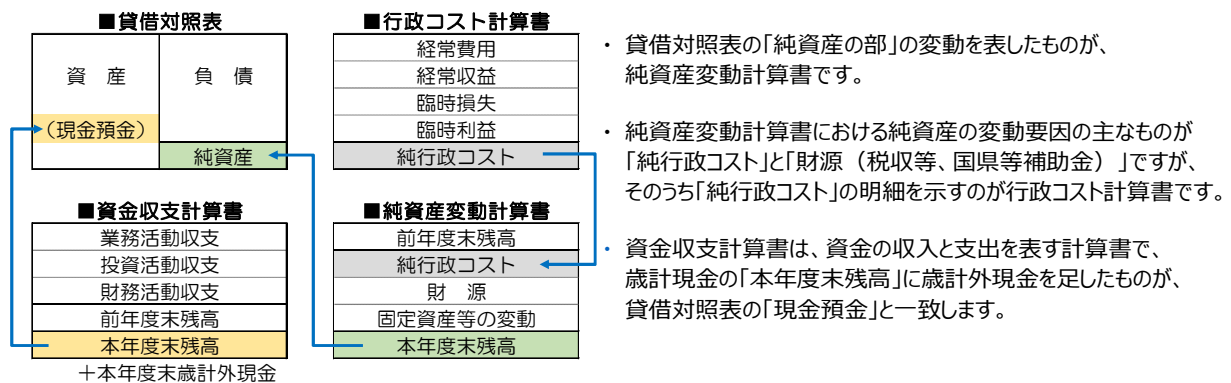 ■貸借対照表
資　産
負　債
（現金預金）
純資産
■行政コスト計算書
経常費用
経常収益
臨時損失
臨時利益
純行政コスト
■資金収支計算書
業務活動収支
投資活動収支
財務活動収支
前年度末残高
本年度末残高
＋本年度末歳計外現金
■純資産変動計算書
前年度末残高
純行政コスト
財　源
固定資産等の変動
本年度末残高
・ 貸借対照表の「純資産の部」の変動を表したものが、
純資産変動計算書です。
・ 純資産変動計算書における純資産の変動要因の主なものが
「純行政コスト」と「財源（税収等、国県等補助金）」ですが、
そのうち「純行政コスト」の明細を示すのが行政コスト計算書です。
・ 資金収支計算書は、資金の収入と支出を表す計算書で、
歳計現金の「本年度末残高」に歳計外現金を足したものが、
貸借対照表の「現金預金」と一致します。